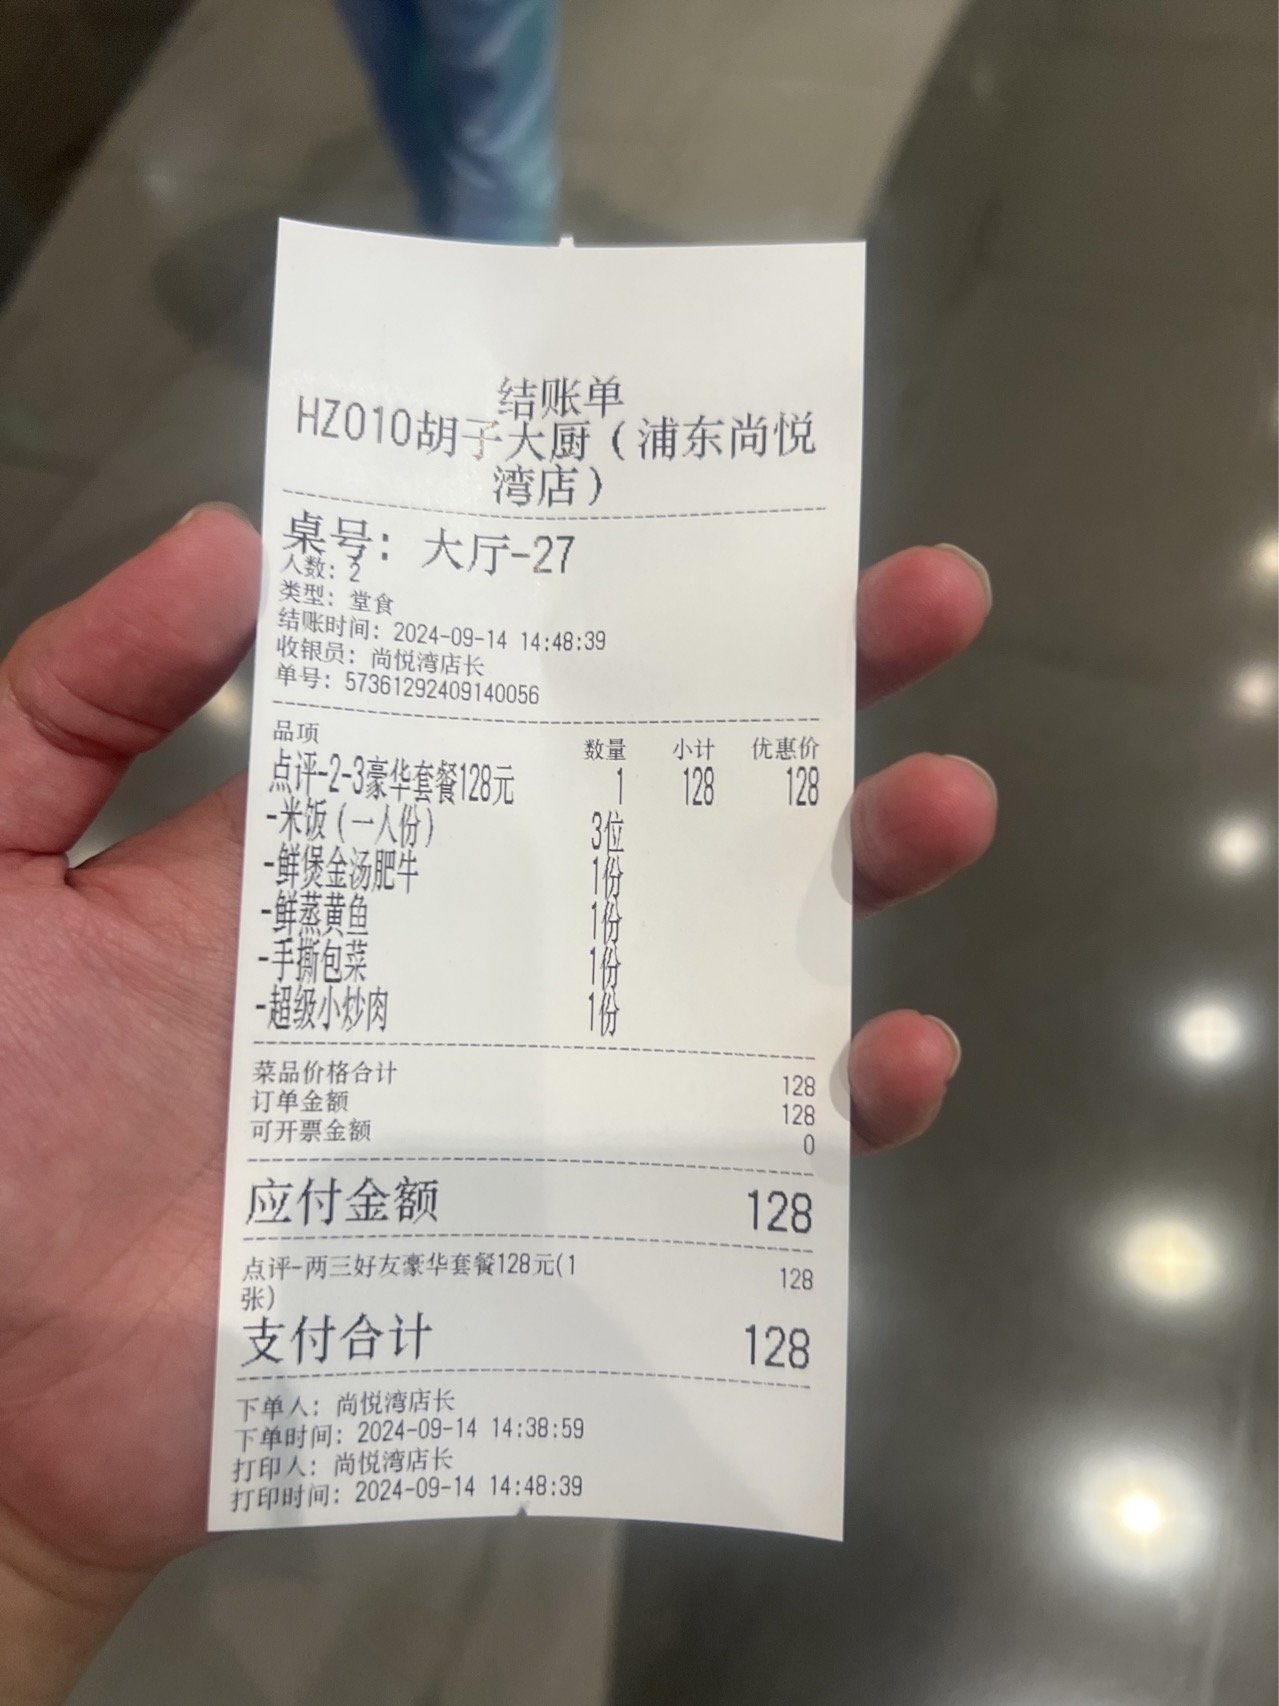 结账单
HZ010胡子大厨（浦东尚悦
湾店）
桌号：大厅-27
人数：2
类型：堂食
结账时间：2024-09-14 14:48:39
收银员：尚悦湾店长
单号：57361292409140056
品项 数量 小计 优惠价
点评-2-3豪华套餐128元 1 128 128
-米饭（一人份） 3位
-鲜煲金汤肥牛 1份
-鲜蒸黄鱼 1份
-手撕包菜 1份
-超级小炒肉 1份
菜品价格合计 128
订单金额 128
可开票金额 0
应付金额 128
点评-两三好友豪华套餐128元(1 128
张)
支付合计 128
下单人：尚悦湾店长
下单时间：2024-09-14 14:38:59
打印人：尚悦湾店长
打印时间：2024-09-14 14:48:39